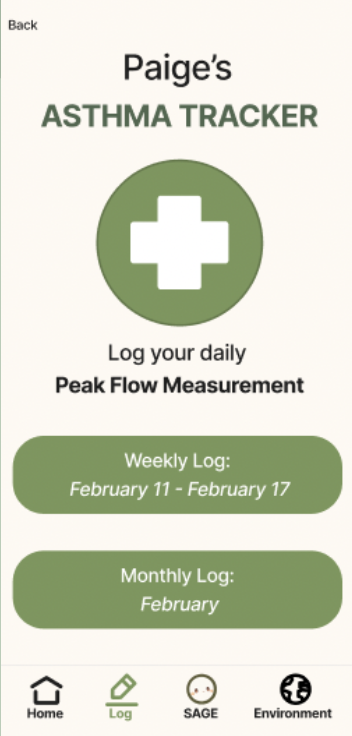 Back
Paige's
ASTHMA TRACKER
Log your daily
Peak Flow Measurement
Weekly Log:
February 11 - February 17
Monthly Log:
February
Home
Log
SAGE
Environment